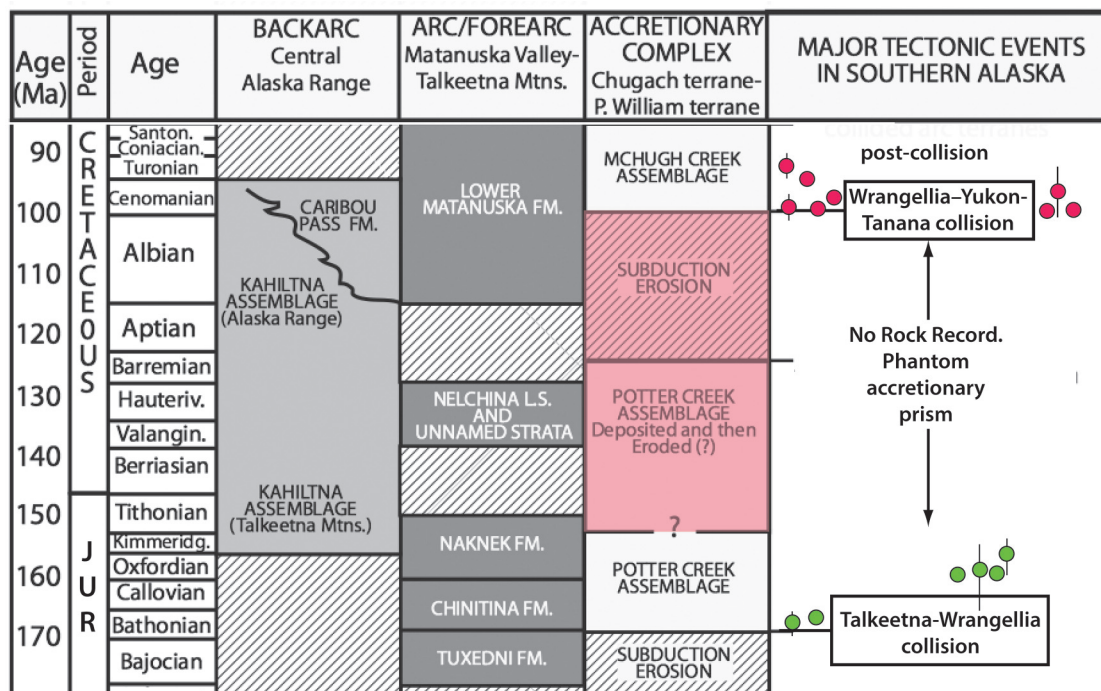 Age
(Ma)
Period
Age
BACKARC
Central
Alaska Range
ARC/FOREARC
Matanuska Valley-
Talkeetna Mtns.
ACCRETIONARY
COMPLEX
Chugach terrane-
P. William terrane
MAJOR TECTONIC EVENTS
IN SOUTHERN ALASKA
90
100
110
120
130
140
150
160
170
CRETACEOUS
JUR
Santon.
Coniacian.
Turonian
Cenomanian
Albian
Aptian
Barremian
Hauteriv.
Valangin.
Berriasian
Tithonian
Kimmeridg.
Oxfordian
Callovian
Bathonian
Bajocian
CARIBOU
PASS FM.
KAHILTNA
ASSEMBLAGE
(Alaska Range)
KAHILTNA
ASSEMBLAGE
(Talkeetna Mtns.)
LOWER
MATANUSKA FM.
NELCHINA L.S.
AND
UNNAMED STRATA
NAKNEK FM.
CHINITINA FM.
TUXEDNI FM.
MCHUGH CREEK
ASSEMBLAGE
SUBDUCTION
EROSION
POTTER CREEK
ASSEMBLAGE
Deposited and then
Eroded (?)
?
POTTER CREEK
ASSEMBLAGE
SUBDUCTION
EROSION
collided arc terranes
post-collision
Wrangellia–Yukon-
Tanana collision
No Rock Record.
Phantom
accretionary
prism
Talkeetna-Wrangellia
collision